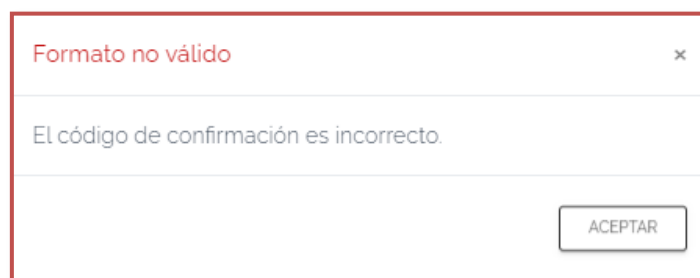 Formato no válido
×
El código de confirmación es incorrecto.
ACEPTAR